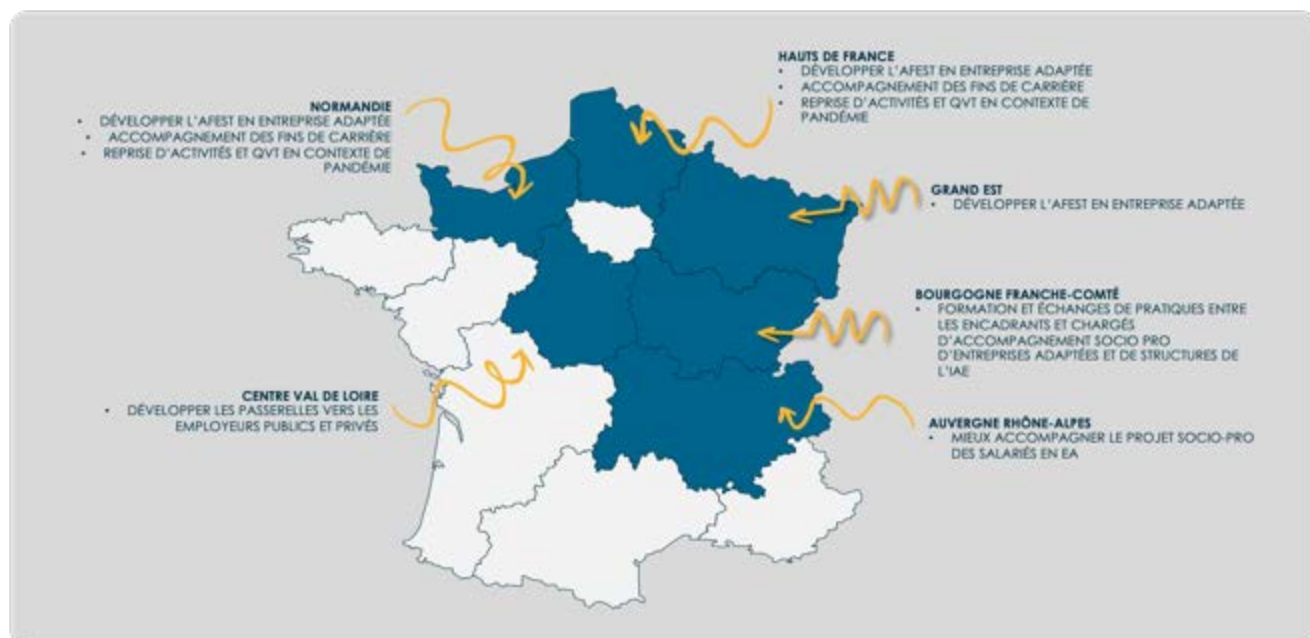 HAUTS DE FRANCE
• DÉVELOPPER L'AFEST EN ENTREPRISE ADAPTÉE
• ACCOMPAGNEMENT DES FINS DE CARRIÈRE
• REPRISE D'ACTIVITÉS ET QVT EN CONTEXTE DE
PANDÉMIE
NORMANDIE
• DÉVELOPPER L'AFEST EN ENTREPRISE ADAPTÉE
• ACCOMPAGNEMENT DES FINS DE CARRIÈRE
• REPRISE D'ACTIVITÉS ET QVT EN CONTEXTE DE
PANDÉMIE
GRAND EST
• DÉVELOPPER L'AFEST EN ENTREPRISE ADAPTÉE
BOURGOGNE FRANCHE-COMTÉ
• FORMATION ET ÉCHANGES DE PRATIQUES ENTRE
LES ENCADRANTS ET CHARGÉS
D'ACCOMPAGNEMENT SOCIO PRO
D'ENTREPRISES ADAPTÉES ET DE STRUCTURES DE
L'IAE
CENTRE VAL DE LOIRE
• DÉVELOPPER LES PASSERELLES VERS LES
EMPLOYEURS PUBLICS ET PRIVÉS
AUVERGNE RHÔNE-ALPES
• MIEUX ACCOMPAGNER LE PROJET SOCIO-PRO
DES SALARIÉS EN EA